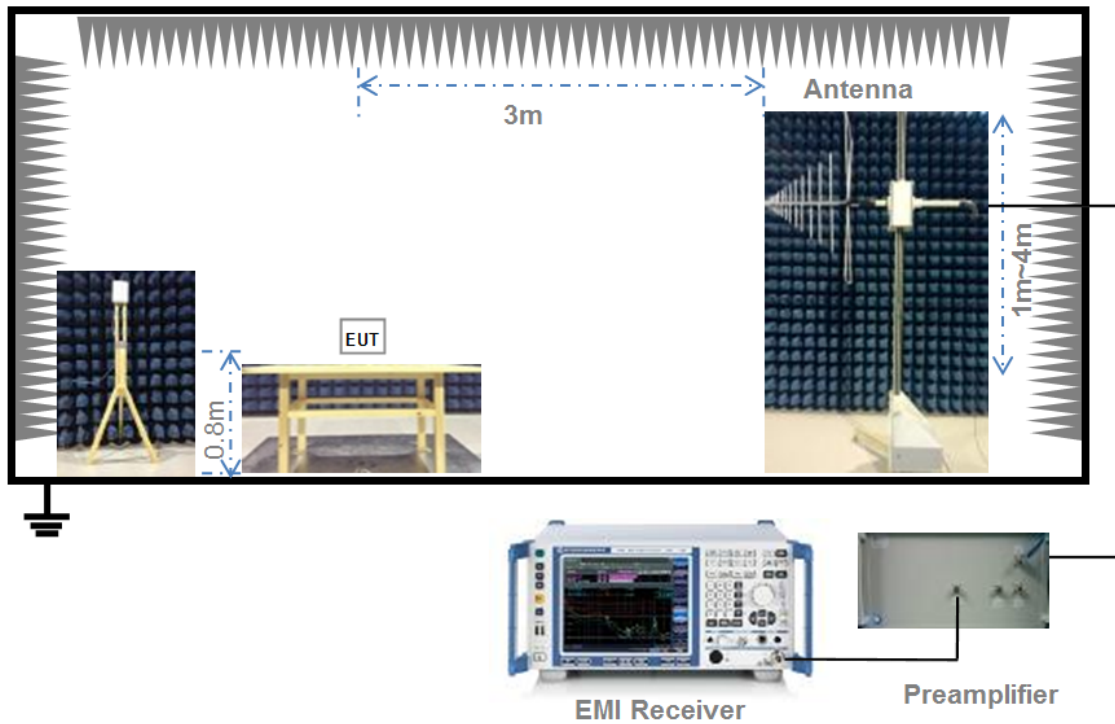 Antenna
3m
1m~4m
EUT
0.8m
EMI Receiver
Preamplifier